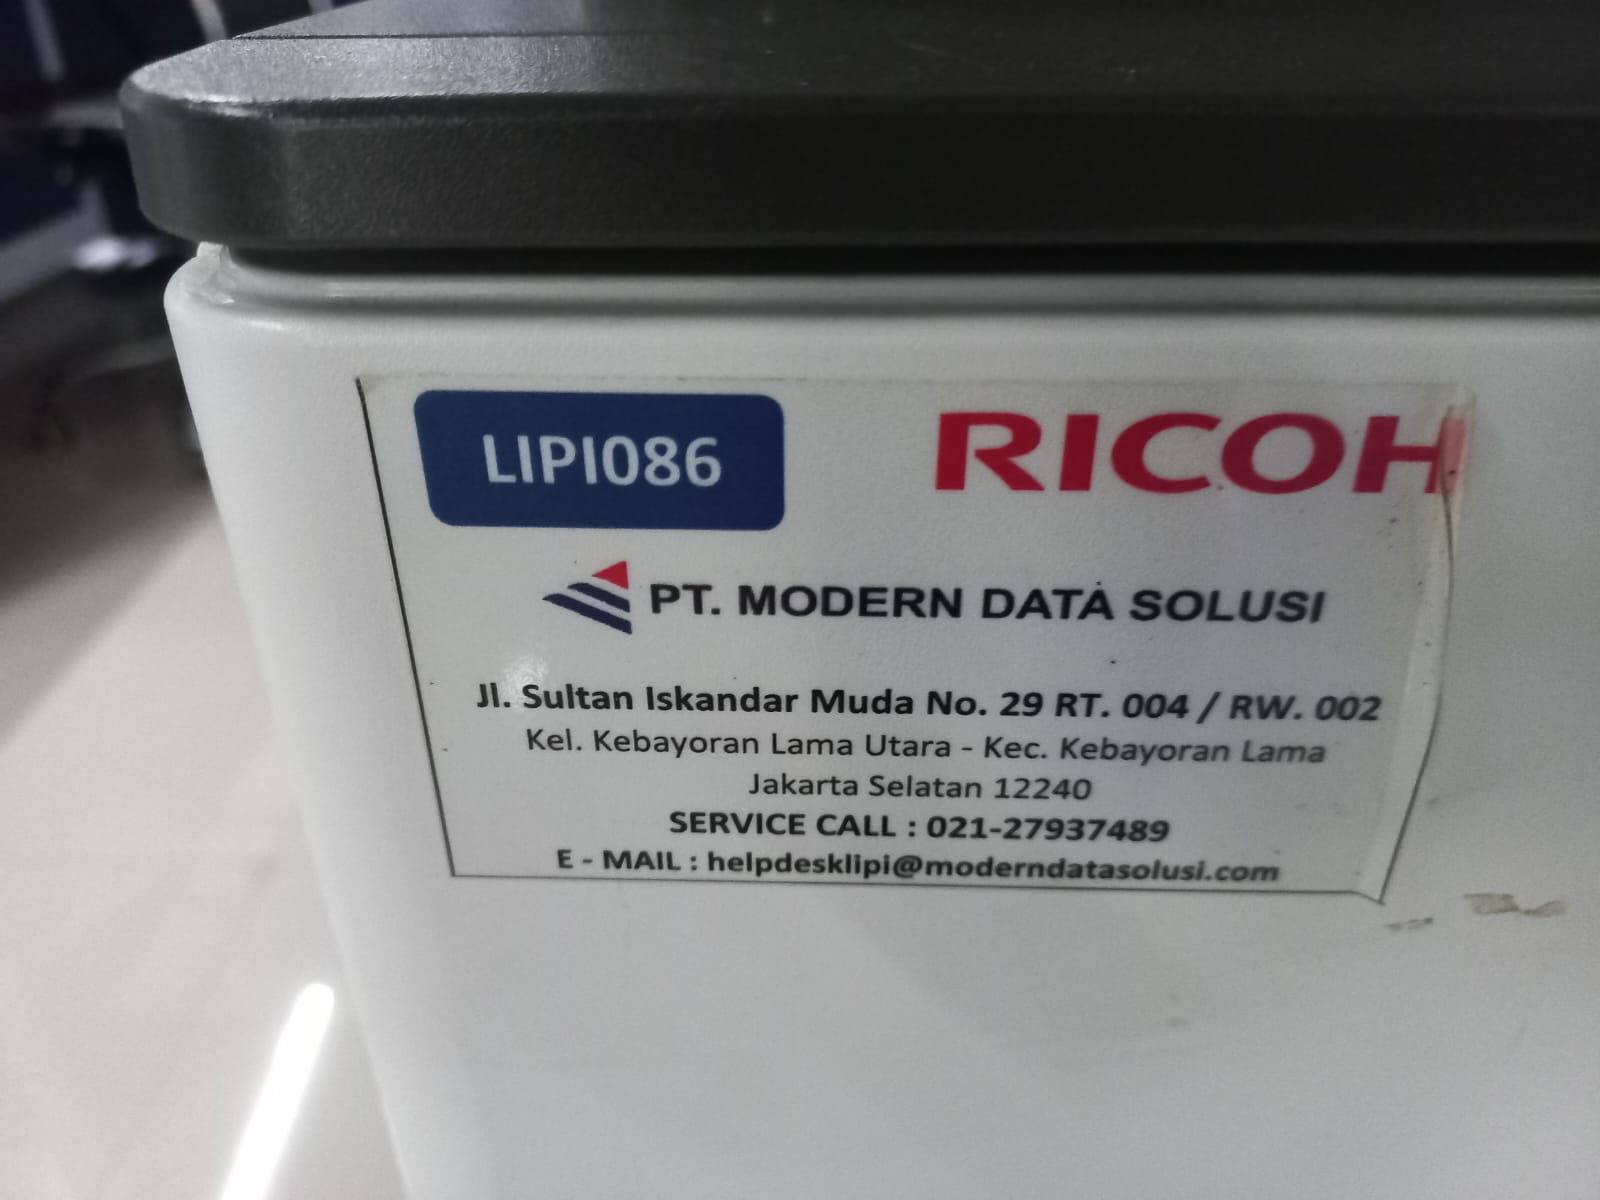 LIPI086
RICOH
PT. MODERN DATA SOLUSI
Jl. Sultan Iskandar Muda No. 29 RT. 004 / RW. 002
Kel. Kebayoran Lama Utara - Kec. Kebayoran Lama
Jakarta Selatan 12240
SERVICE CALL : 021-27937489
E - MAIL : helpdesklipi@moderndatasolusi.com